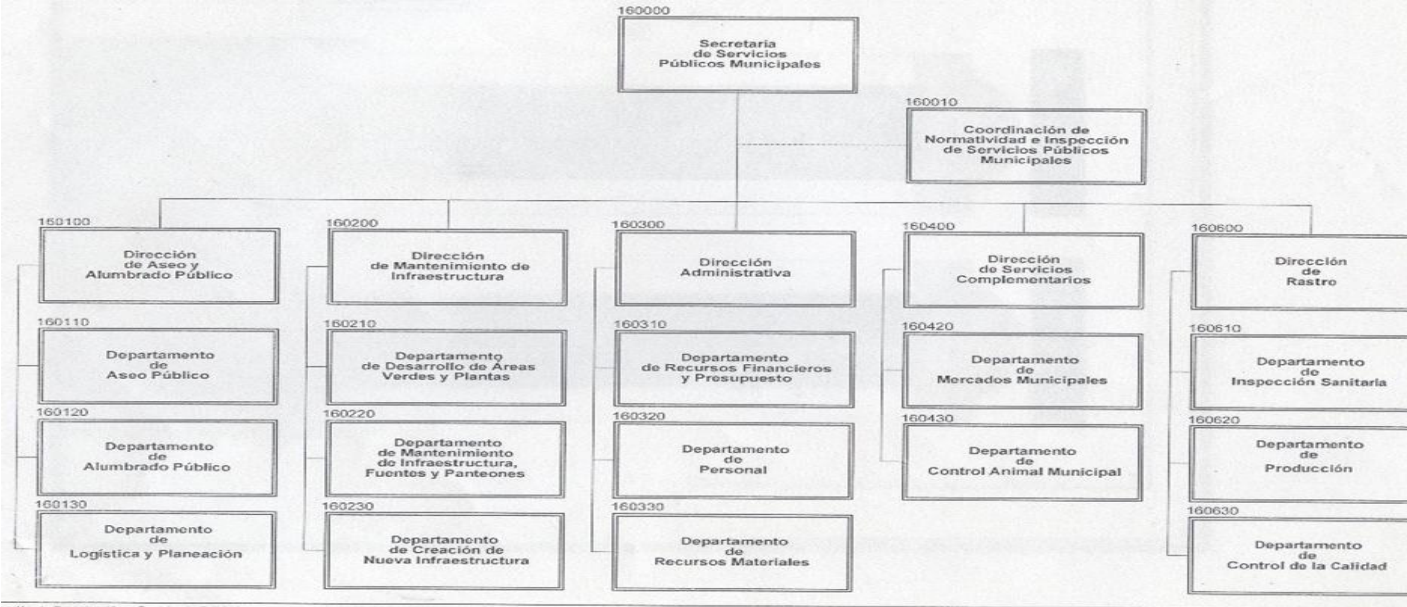 160000
Secretaría
de Servicios
Públicos Municipales
160010
Coordinación de
Normatividad e Inspección
de Servicios Públicos
Municipales
160100
Dirección
de Aseo y
Alumbrado Público
160110
Departamento
de
Aseo Público
160120
Departamento
de
Alumbrado Público
160130
Departamento
de
Logística y Planeación
160200
Dirección
de Mantenimiento de
Infraestructura
160210
Departamento
de Desarrollo de Áreas
Verdes y Plantas
160220
Departamento
de Mantenimiento
de Infraestructura,
Fuentes y Panteones
160230
Departamento
de Creación de
Nueva Infraestructura
160300
Dirección
Administrativa
160310
Departamento
de Recursos Financieros
y Presupuesto
160320
Departamento
de
Personal
160330
Departamento
de
Recursos Materiales
160400
Dirección
de Servicios
Complementarios
160420
Departamento
de
Mercados Municipales
160430
Departamento
de
Control Animal Municipal
160600
Dirección
de
Rastro
160610
Departamento
de
Inspección Sanitaria
160620
Departamento
de
Producción
160630
Departamento
de
Control de la Calidad